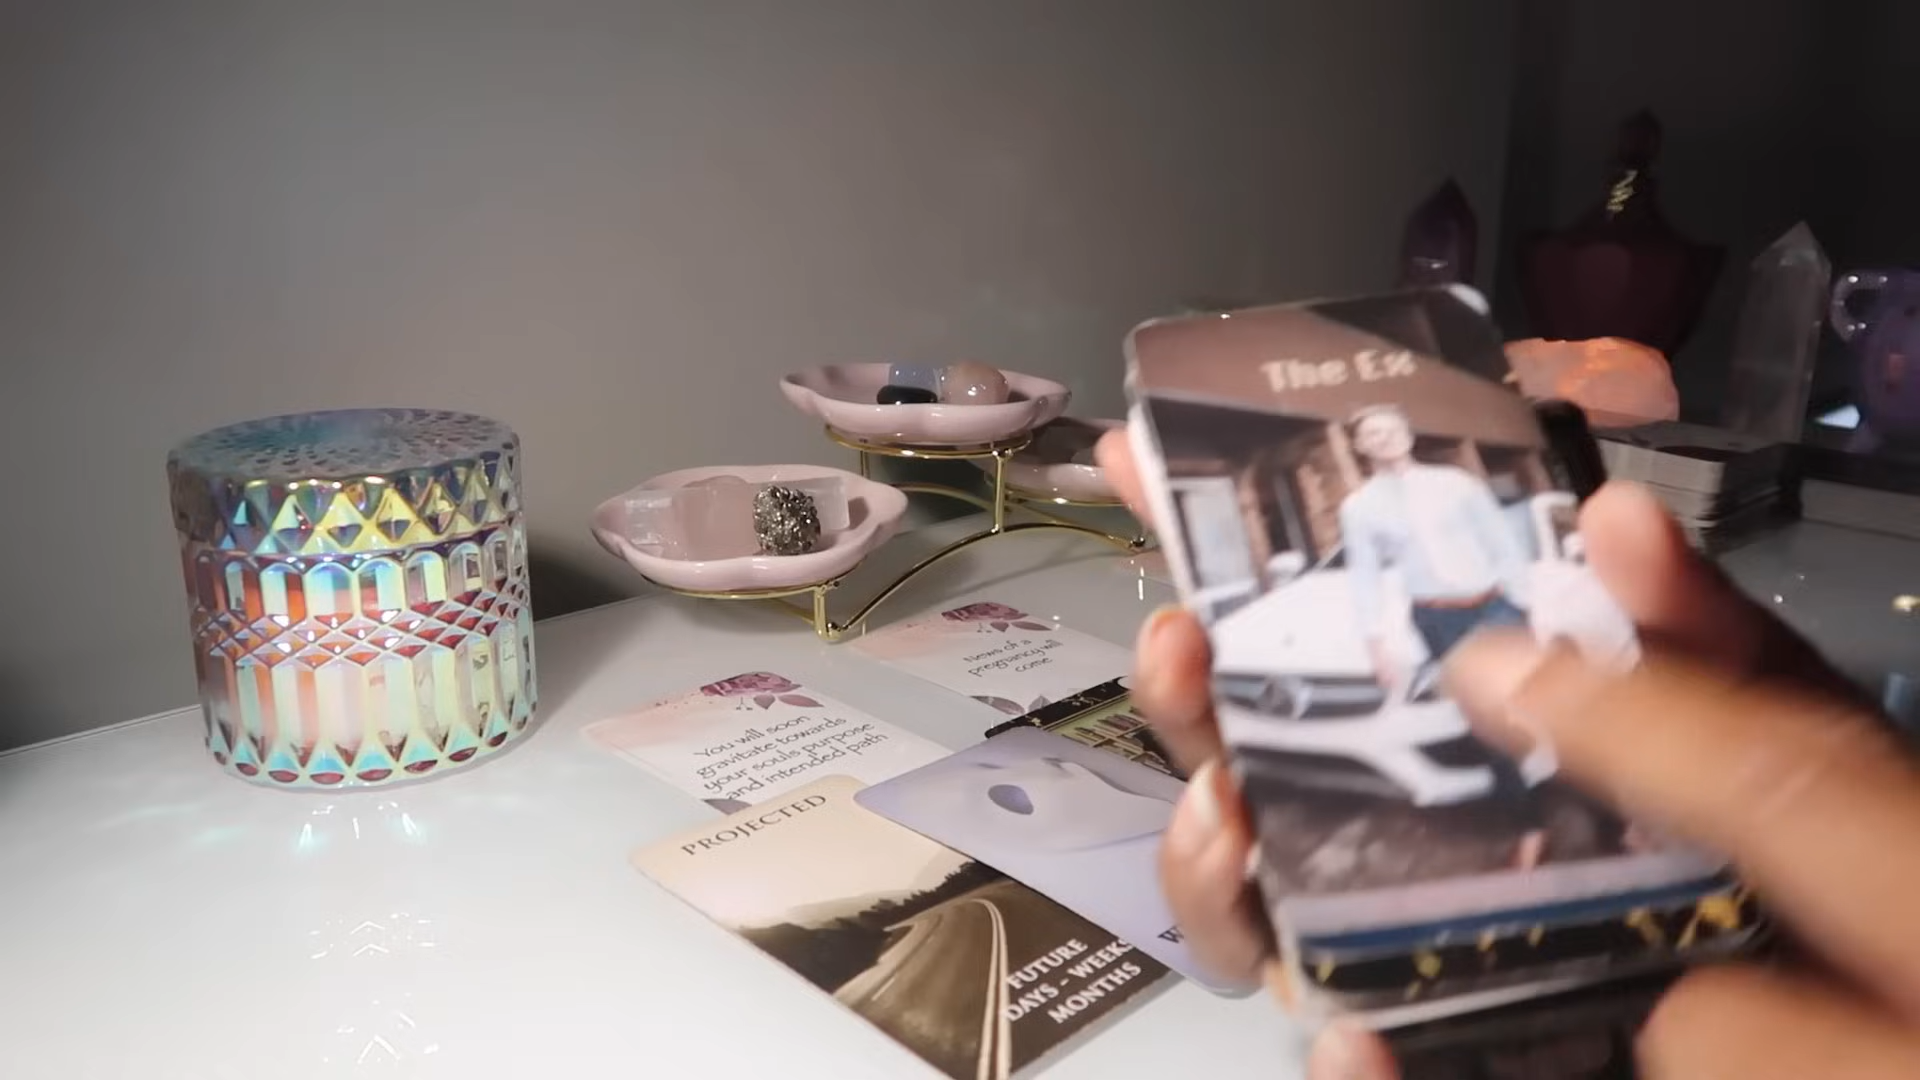 The Ex
News of a
pregnancy will
come
You will soon
gravitate towards
your souls purpose
and intended path
PROJECTED
FUTURE
DAYS - WEEKS
MONTHS